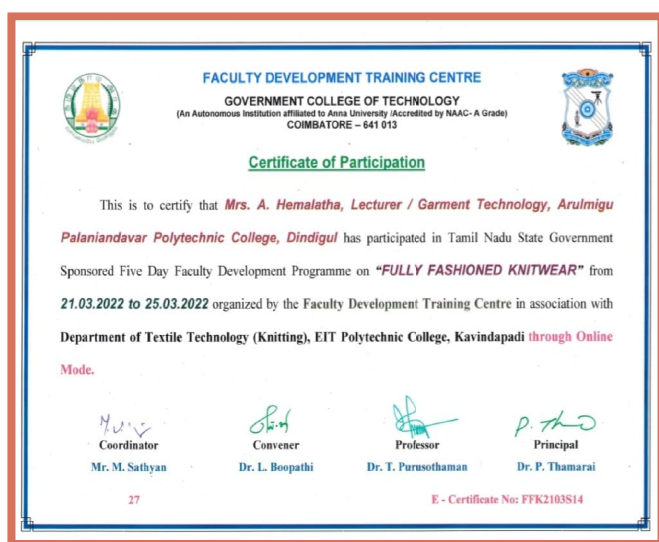 FACULTY DEVELOPMENT TRAINING CENTRE
GOVERNMENT COLLEGE OF TECHNOLOGY
(An Autonomous Institution affiliated to Anna University /Accredited by NAAC- A Grade)
COIMBATORE – 641 013
Certificate of Participation
This is to certify that Mrs. A. Hemalatha, Lecturer / Garment Technology, Arulmigu
Palaniandavar Polytechnic College, Dindigul has participated in Tamil Nadu State Government
Sponsored Five Day Faculty Development Programme on “FULLY FASHIONED KNITWEAR” from
21.03.2022 to 25.03.2022 organized by the Faculty Development Training Centre in association with
Department of Textile Technology (Knitting), EIT Polytechnic College, Kavindapadi through Online
Mode.
Coordinator Convener Professor Principal
Mr. M. Sathyan Dr. L. Boopathi Dr. T. Purusothaman Dr. P. Thamarai
27 E - Certificate No: FFK2103S14